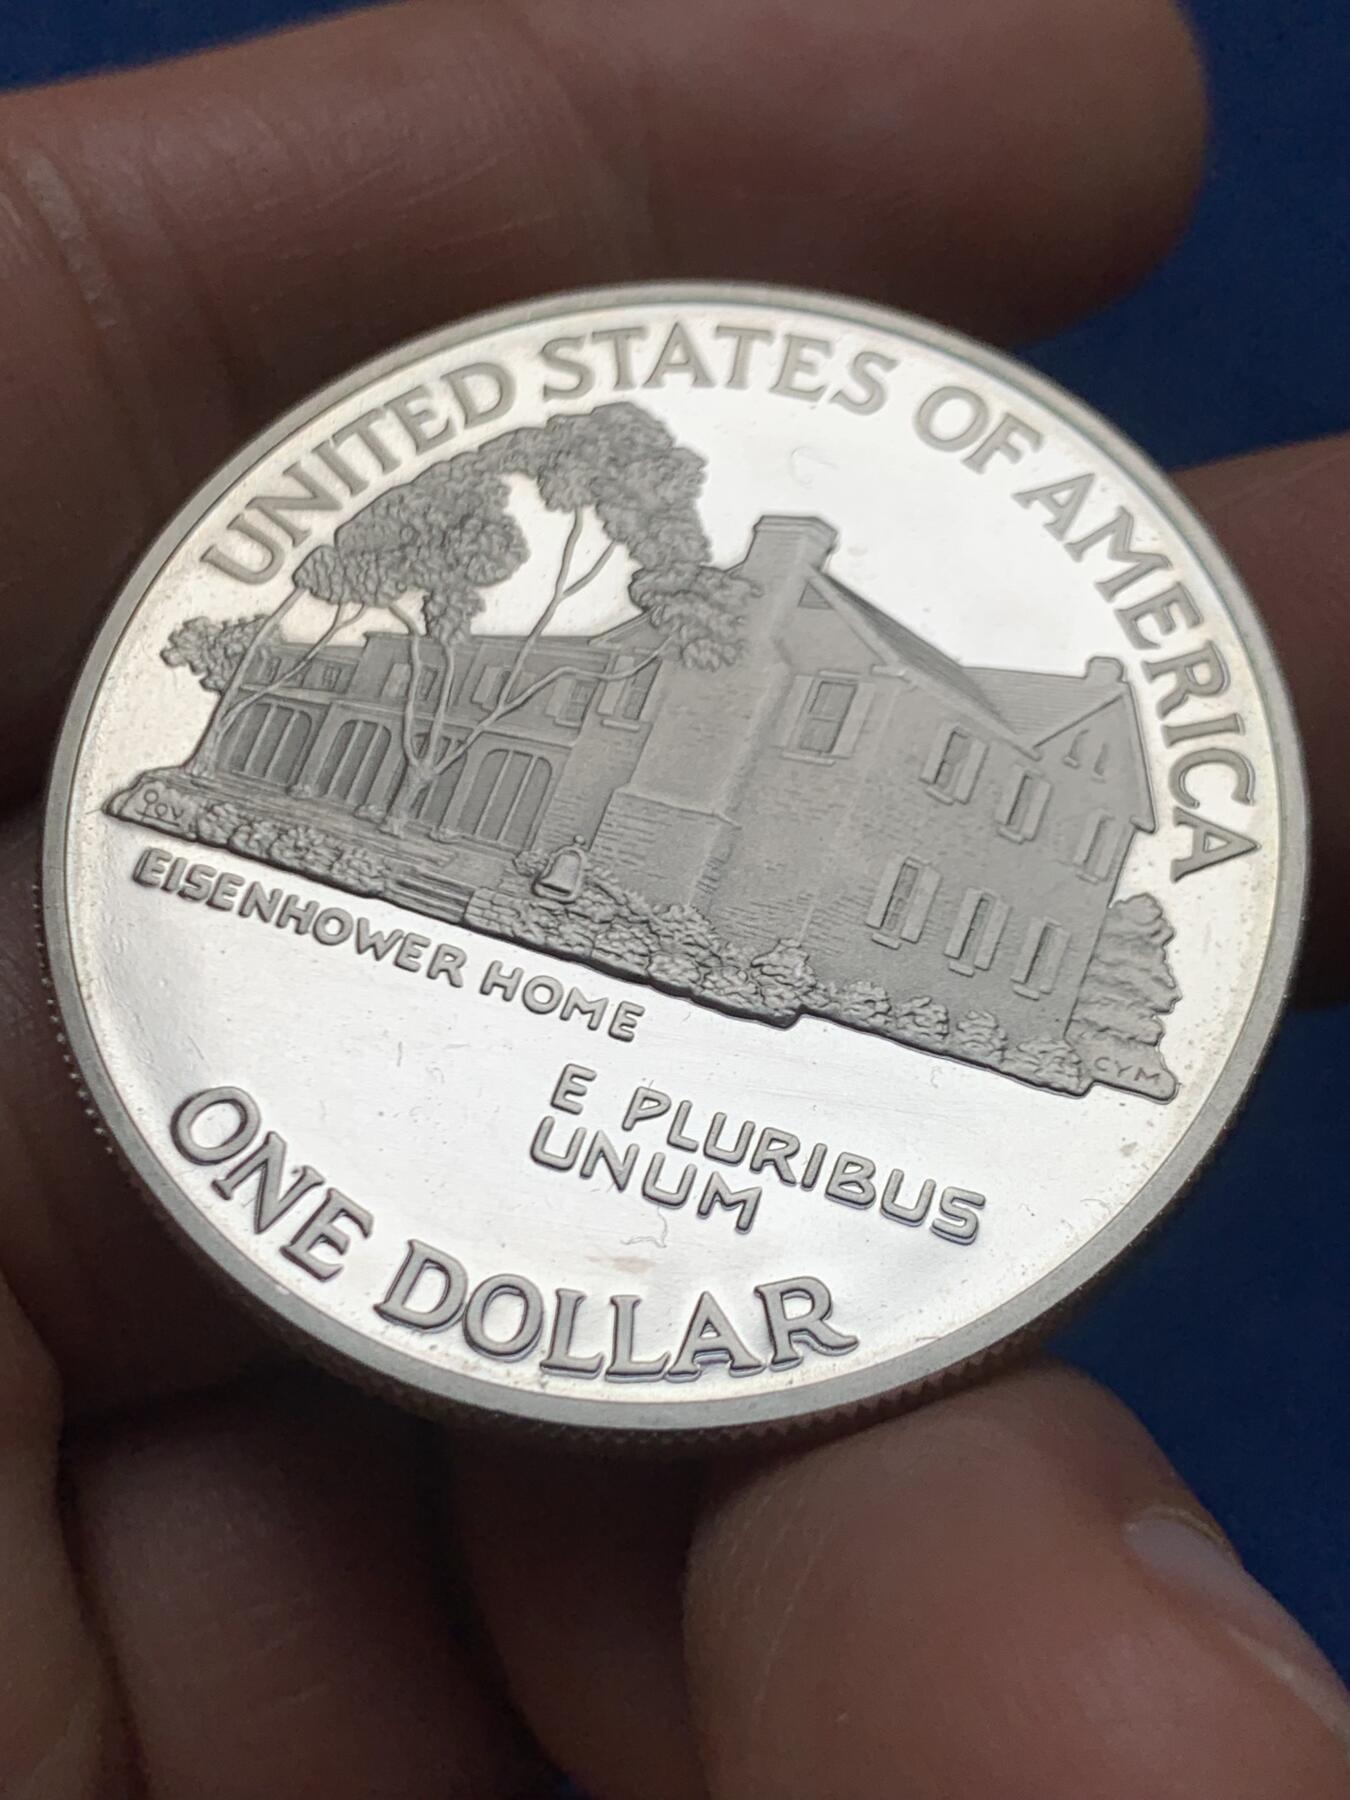 UNITED STATES OF AMERICA
EISENHOWER HOME
CYM
E PLURIBUS
UNUM
ONE DOLLAR